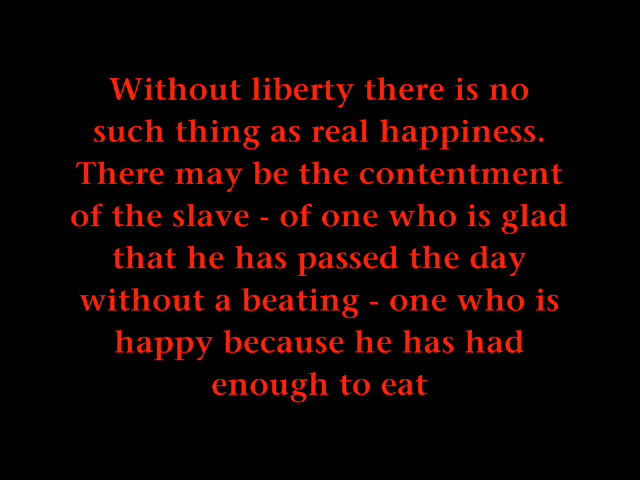 Without liberty there is no
such thing as real happiness.
There may be the contentment
of the slave - of one who is glad
that he has passed the day
without a beating - one who is
happy because he has had
enough to eat